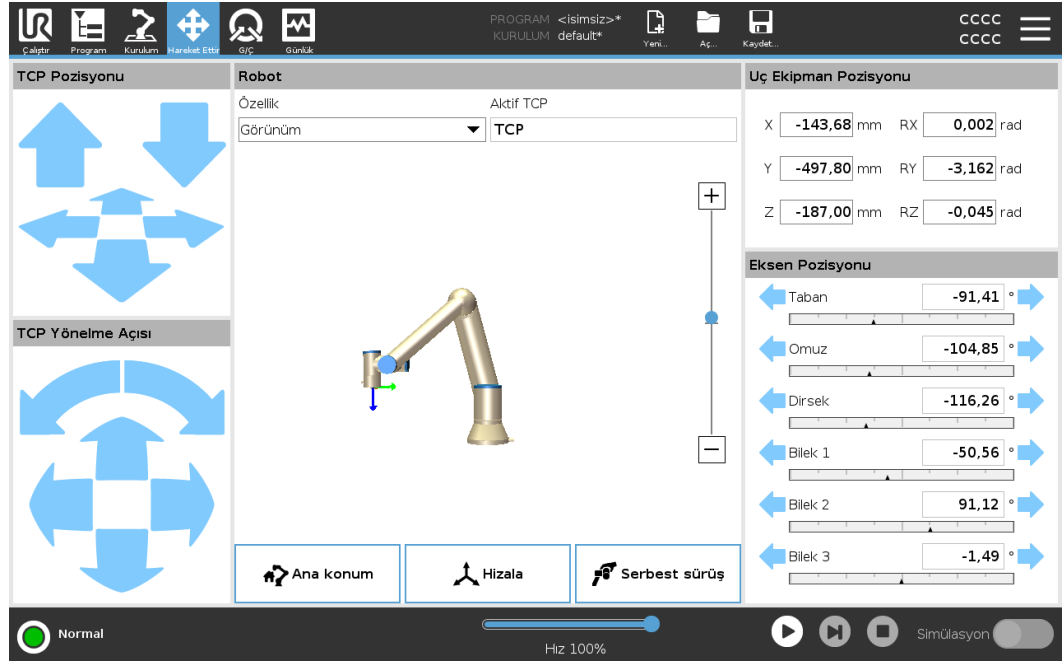 UR
PROGRAM <isimsiz>*
KURULUM default*
cccc
cccc
Çalıştır Program Kurulum Hareket Ettir G/Ç Günlük Yeni... Aç... Kaydet...
TCP Pozisyonu
Robot
Uç Ekipman Pozisyonu
Özellik Aktif TCP
Görünüm TCP
X -143,68 mm RX 0,002 rad
Y -497,80 mm RY -3,162 rad
Z -187,00 mm RZ -0,045 rad
Eksen Pozisyonu
Taban -91,41 °
Omuz -104,85 °
Dirsek -116,26 °
Bilek 1 -50,56 °
Bilek 2 91,12 °
Bilek 3 -1,49 °
TCP Yönelme Açısı
Ana konum Hizala Serbest sürüş
Normal
Hız 100%
Simülasyon